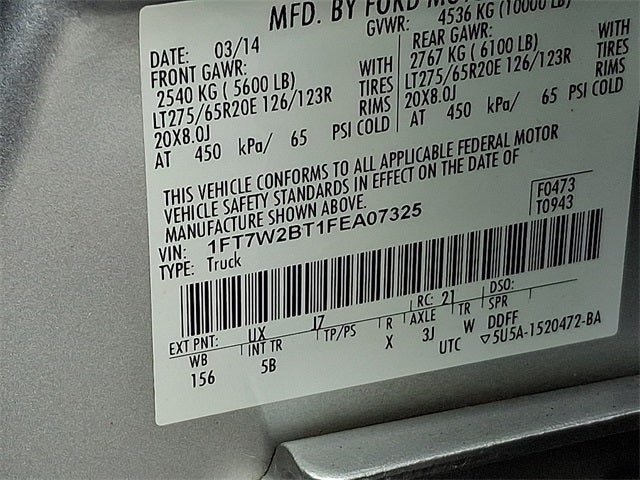 MFD. BY FORD
GVWR: 4536 KG (10000 LB)
DATE: 03/14
FRONT GAWR: WITH
2540 KG ( 5600 LB) TIRES
LT275/65R20E 126/123R RIMS
20X8.0J
AT 450 kPa/ 65 PSI COLD
REAR GAWR: WITH
2767 KG ( 6100 LB) TIRES
LT275/65R20E 126/123R RIMS
20X8.0J
AT 450 kPa/ 65 PSI COLD
THIS VEHICLE CONFORMS TO ALL APPLICABLE FEDERAL MOTOR
VEHICLE SAFETY STANDARDS IN EFFECT ON THE DATE OF
MANUFACTURE SHOWN ABOVE.
F0473
T0943
VIN: 1FT7W2BT1FEA07325
TYPE: Truck
EXT PNT: UX J7 RC: 21 DSO:
WB INT TR TP/PS R AXLE TR SPR
156 5B X 3J W DDFF
UTC ▽5U5A-1520472-BA